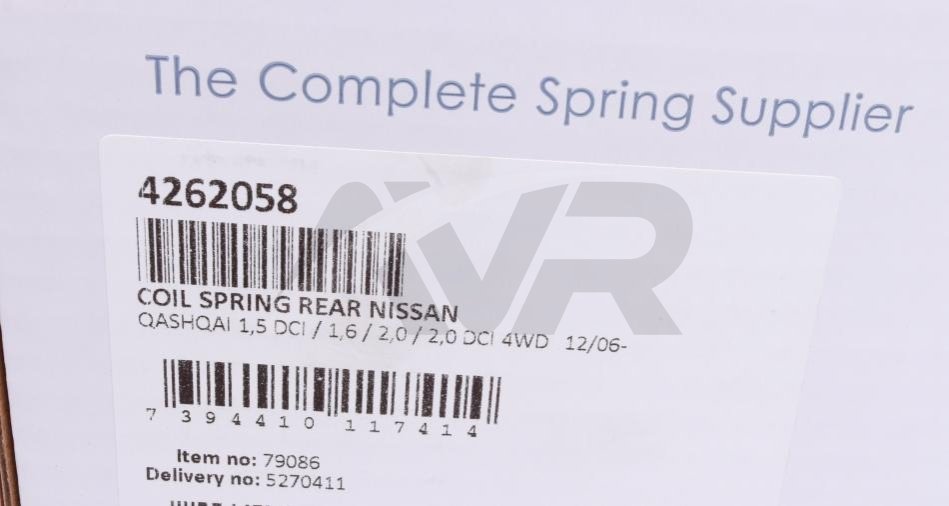 The Complete Spring Supplier
4262058
AVR
COIL SPRING REAR NISSAN
QASHQAI 1,5 DCI / 1,6 / 2,0 / 2,0 DCI 4WD 12/06-
7 394410 117414
Item no: 79086
Delivery no: 5270411